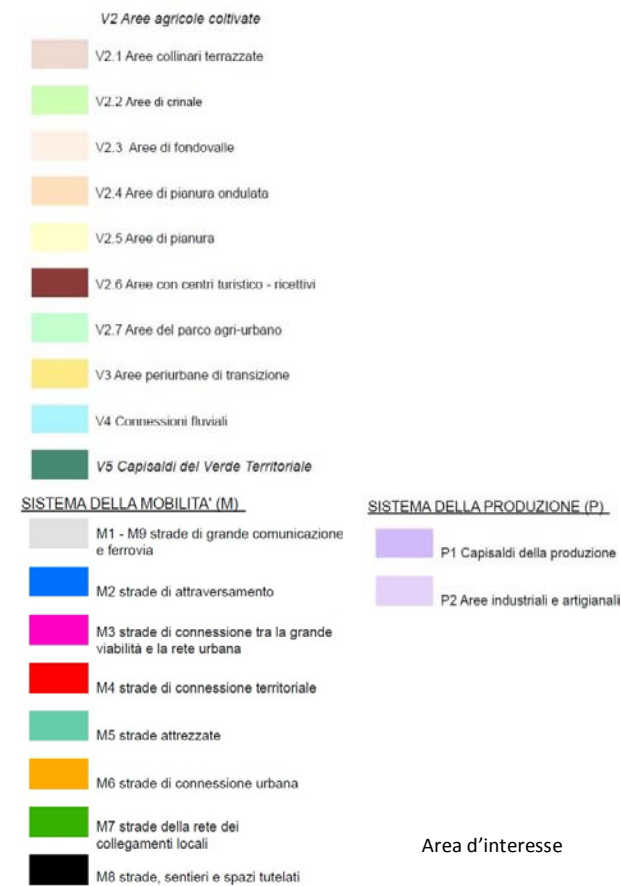 V2 Aree agricole coltivate
V2.1 Aree collinari terrazzate
V2.2 Aree di crinale
V2.3 Aree di fondovalle
V2.4 Aree di pianura ondulata
V2.5 Aree di pianura
V2.6 Aree con centri turistico - ricettivi
V2.7 Aree del parco agri-urbano
V3 Aree periurbane di transizione
V4 Connessioni fluviali
V5 Capisaldi del Verde Territoriale
SISTEMA DELLA MOBILITA' (M)
M1 - M9 strade di grande comunicazione
e ferrovia
M2 strade di attraversamento
M3 strade di connessione tra la grande
viabilità e la rete urbana
M4 strade di connessione territoriale
M5 strade attrezzate
M6 strade di connessione urbana
M7 strade della rete dei
collegamenti locali
M8 strade, sentieri e spazi tutelati
SISTEMA DELLA PRODUZIONE (P)
P1 Capisaldi della produzione
P2 Aree industriali e artigianali
Area d'interesse